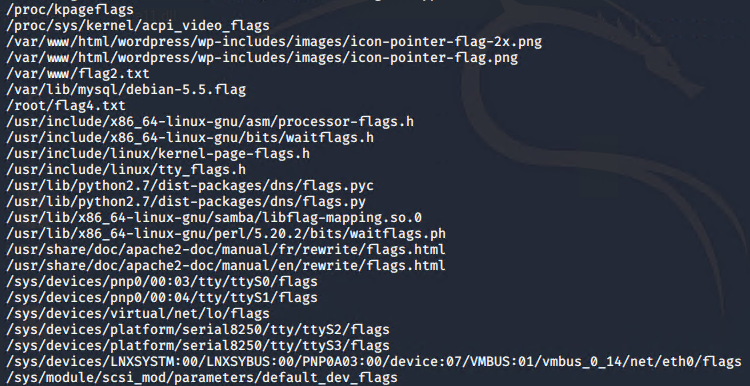 /proc/kpageflags
/proc/sys/kernel/acpi_video_flags
/var/www/html/wordpress/wp-includes/images/icon-pointer-flag-2x.png
/var/www/html/wordpress/wp-includes/images/icon-pointer-flag.png
/var/www/flag2.txt
/var/lib/mysql/debian-5.5.flag
/root/flag4.txt
/usr/include/x86_64-linux-gnu/asm/processor-flags.h
/usr/include/x86_64-linux-gnu/bits/waitflags.h
/usr/include/linux/kernel-page-flags.h
/usr/include/linux/tty_flags.h
/usr/lib/python2.7/dist-packages/dns/flags.pyc
/usr/lib/python2.7/dist-packages/dns/flags.py
/usr/lib/x86_64-linux-gnu/samba/libflag-mapping.so.0
/usr/lib/x86_64-linux-gnu/perl/5.20.2/bits/waitflags.ph
/usr/share/doc/apache2-doc/manual/fr/rewrite/flags.html
/usr/share/doc/apache2-doc/manual/en/rewrite/flags.html
/sys/devices/pnp0/00:03/tty/ttyS0/flags
/sys/devices/pnp0/00:04/tty/ttyS1/flags
/sys/devices/virtual/net/lo/flags
/sys/devices/platform/serial8250/tty/ttyS2/flags
/sys/devices/platform/serial8250/tty/ttyS3/flags
/sys/devices/LNXSYSTM:00/LNXSYBUS:00/PNP0A03:00/device:07/VMBUS:01/vmbus_0_14/net/eth0/flags
/sys/module/scsi_mod/parameters/default_dev_flags